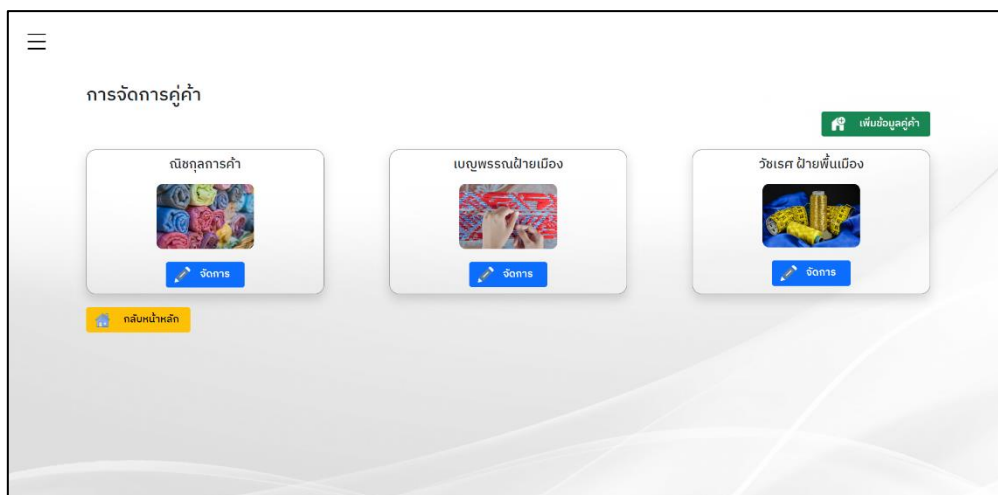 การจัดการคู่ค้า
เพิ่มข้อมูลคู่ค้า
ณิชกุลการค้า
เบญพรรณฝ้ายเมือง
วัชเรศ ฝ้ายพื้นเมือง
จัดการ
จัดการ
จัดการ
กลับหน้าหลัก